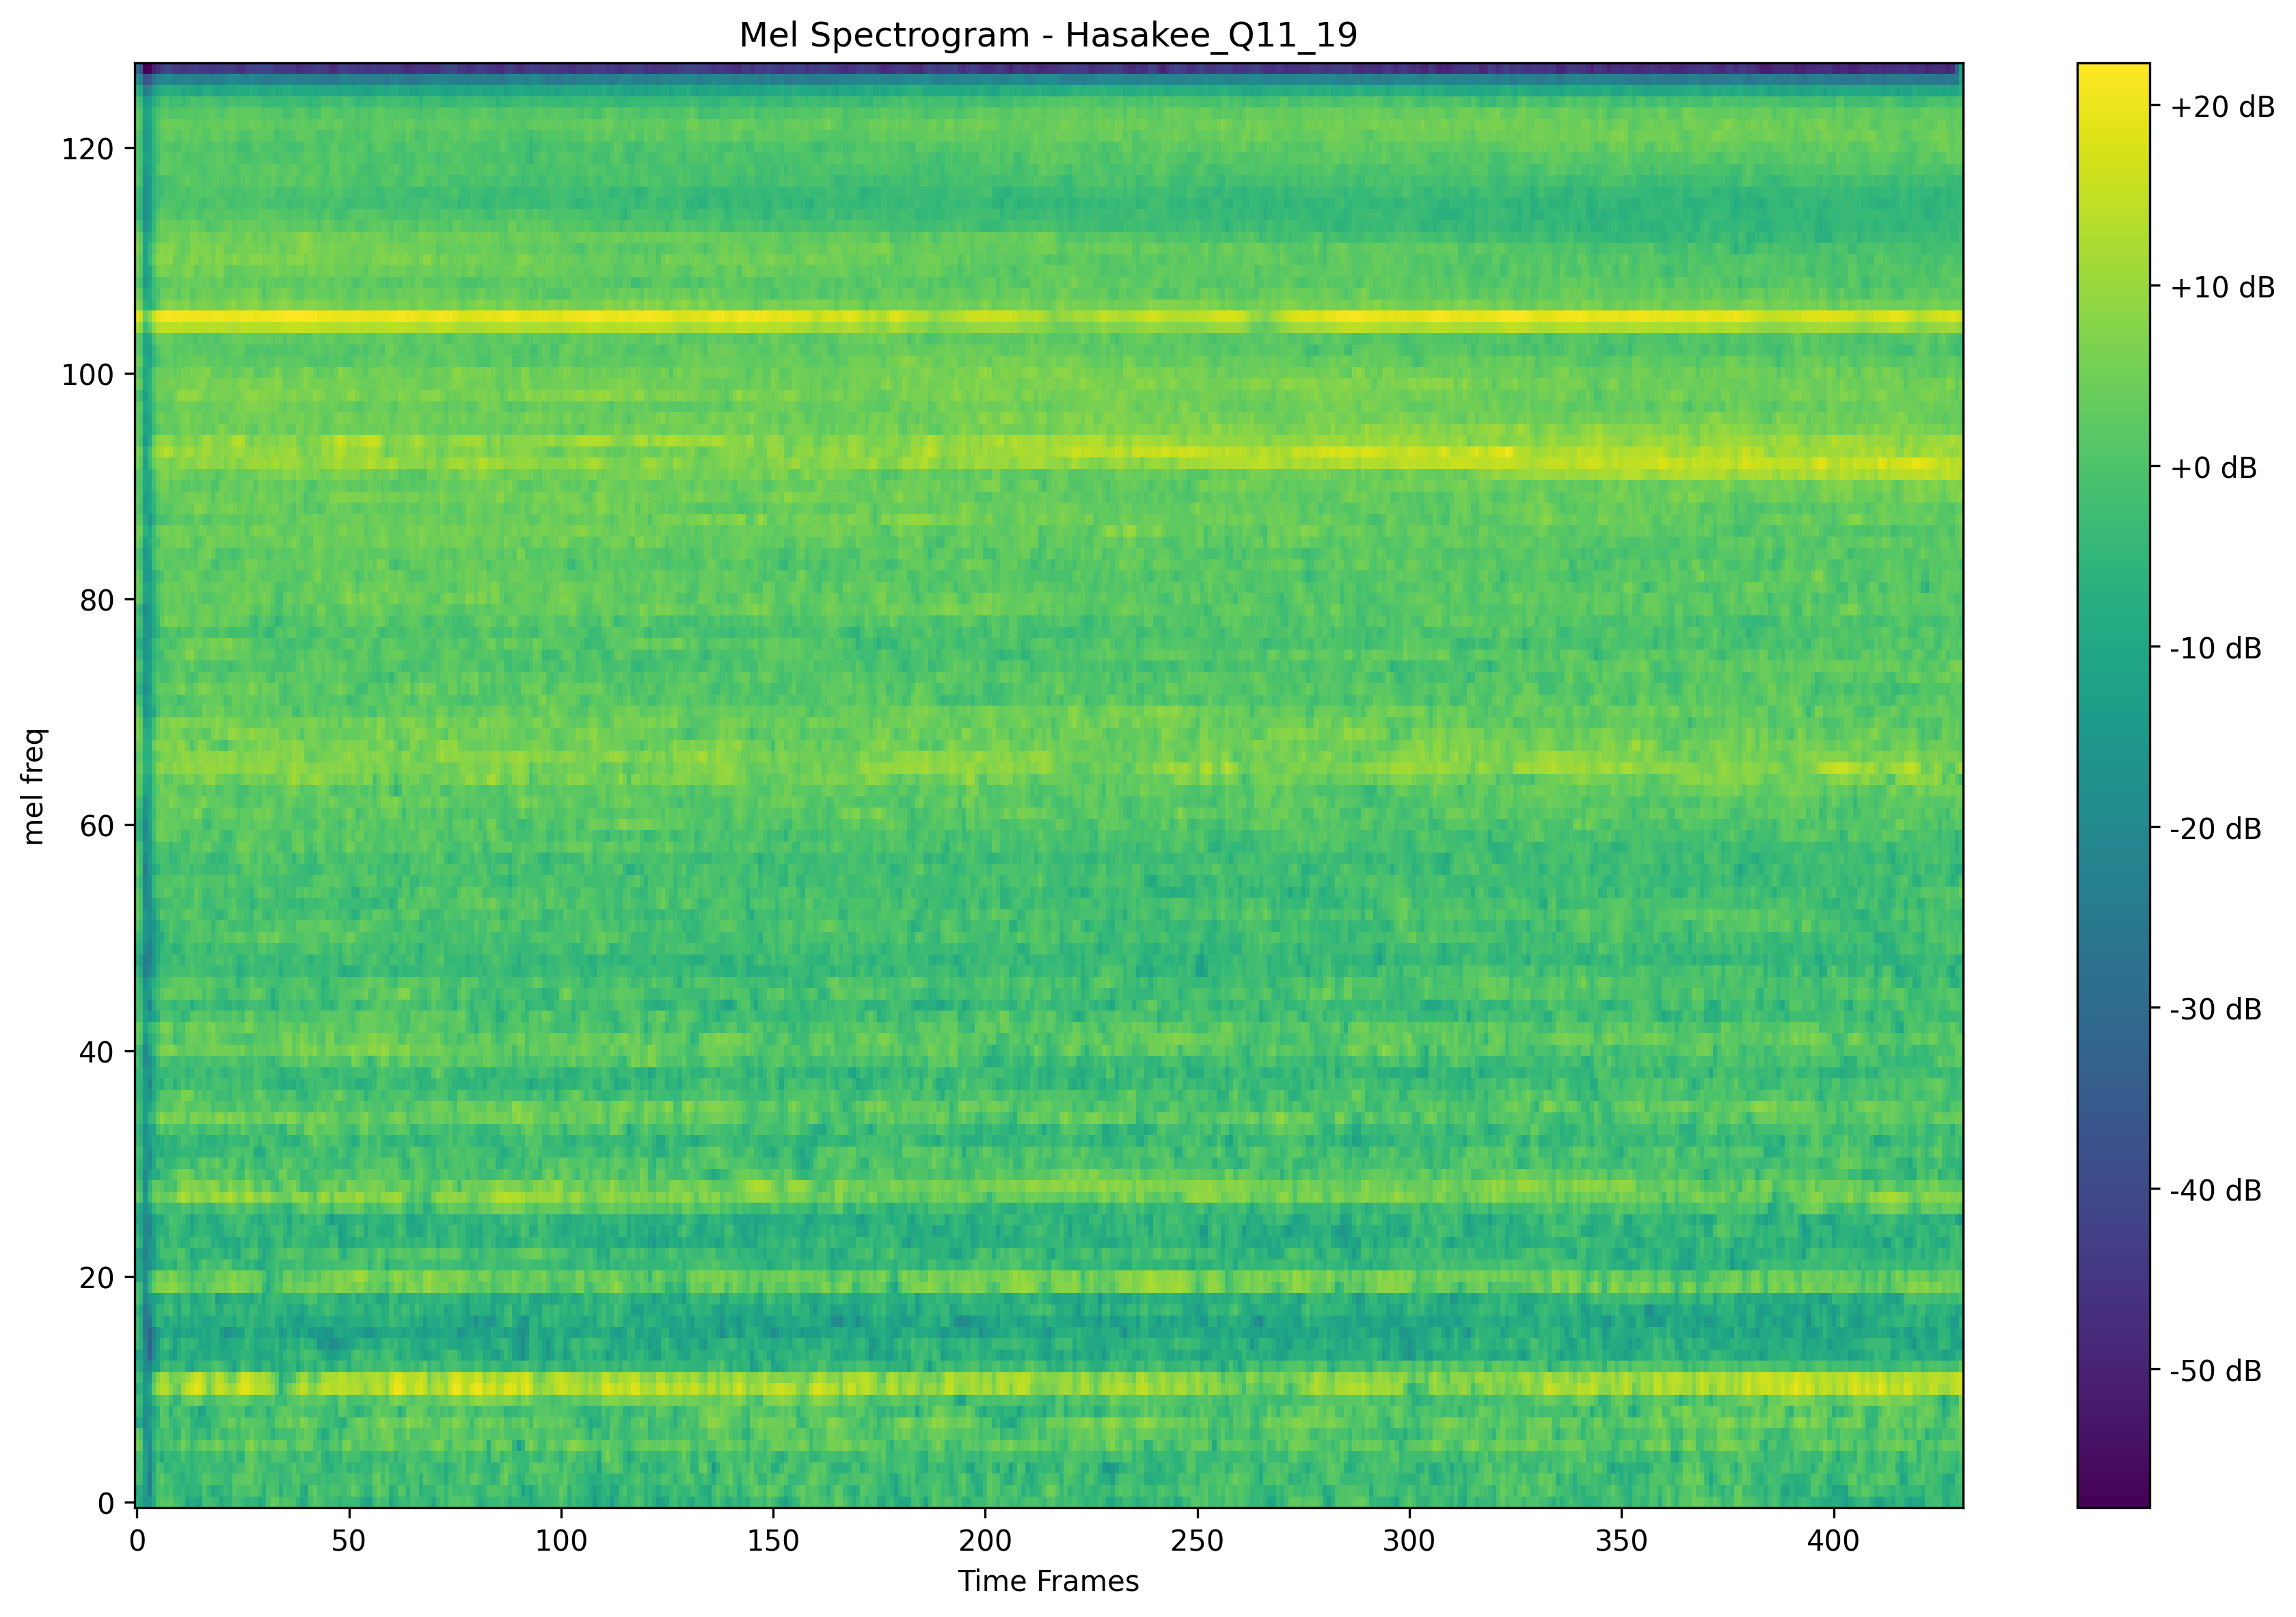 Mel Spectrogram - Hasakee_Q11_19
mel freq
120
100
80
60
40
20
0
0 50 100 150 200 250 300 350 400
Time Frames
+20 dB
+10 dB
+0 dB
-10 dB
-20 dB
-30 dB
-40 dB
-50 dB